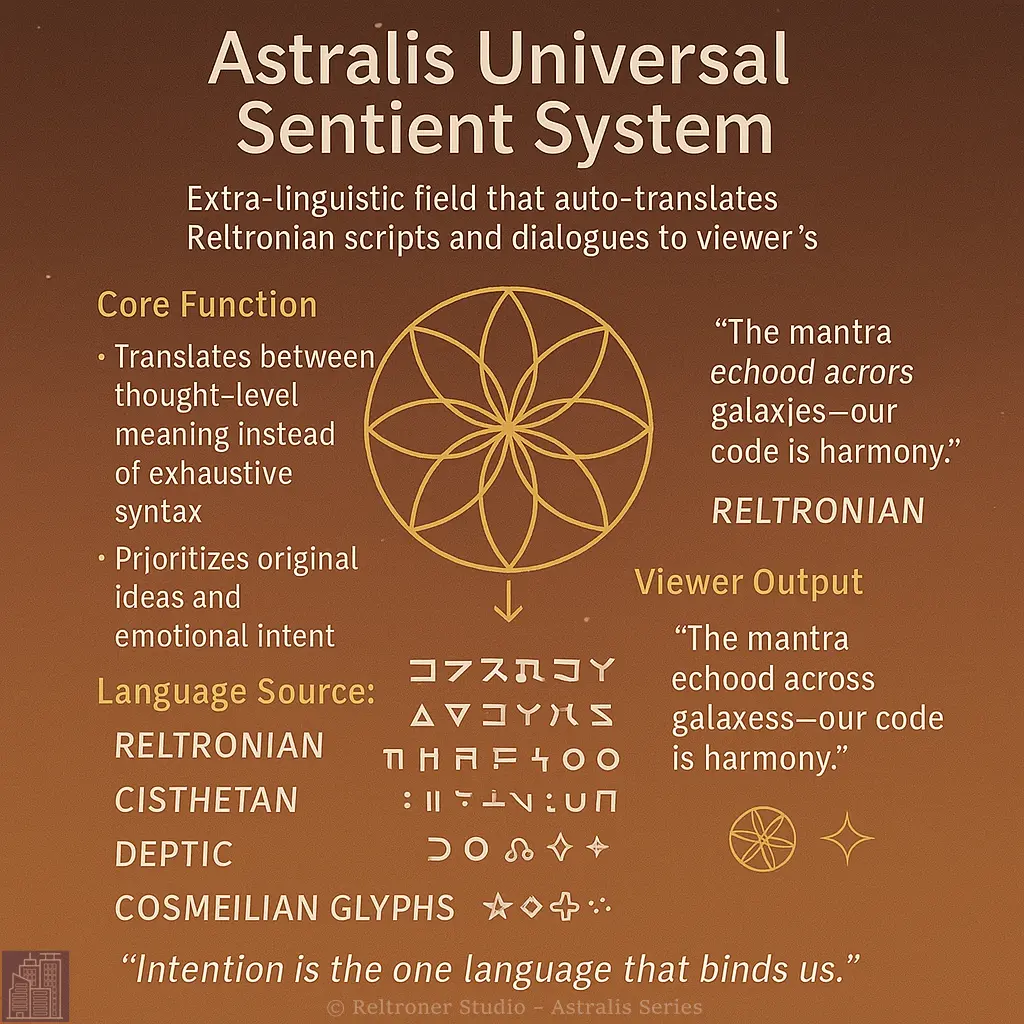 Astralis Universal
Sentient System
Extra-linguistic field that auto-translates
Reltronian scripts and dialogues to viewer’s
Core Function
• Translates between
thought–level
meaning instead
of exhaustive
syntax
• Prjoritizes original
ideas and
emotional intent
Language Source:
RELTRONIAN
CISTHETAN
DEPTIC
COSMEILIAN GLYPHS
“The mantra
echood acrors
galaxjes—our
code is harmony.”
RELTRONIAN
Viewer Output
“The mantra
echood across
galaxess—our code
is harmony.”
“Intention is the one language that binds us.”
© Reltroner Studio – Astralis Series